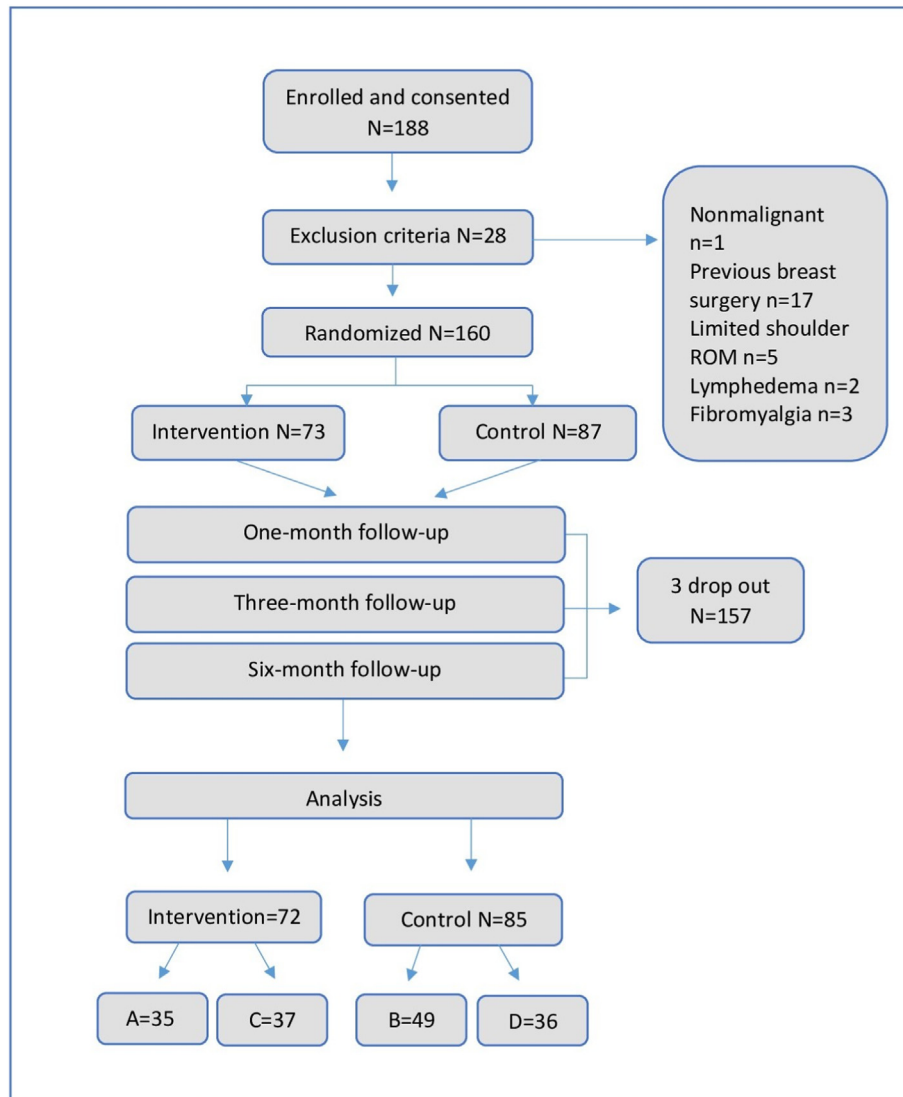 Enrolled and consented
N=188
Exclusion criteria N=28
Nonmalignant
n=1
Previous breast
surgery n=17
Limited shoulder
ROM n=5
Lymphedema n=2
Fibromyalgia n=3
Randomized N=160
Intervention N=73
Control N=87
One-month follow-up
Three-month follow-up
Six-month follow-up
3 drop out
N=157
Analysis
Intervention=72
Control N=85
A=35
C=37
B=49
D=36